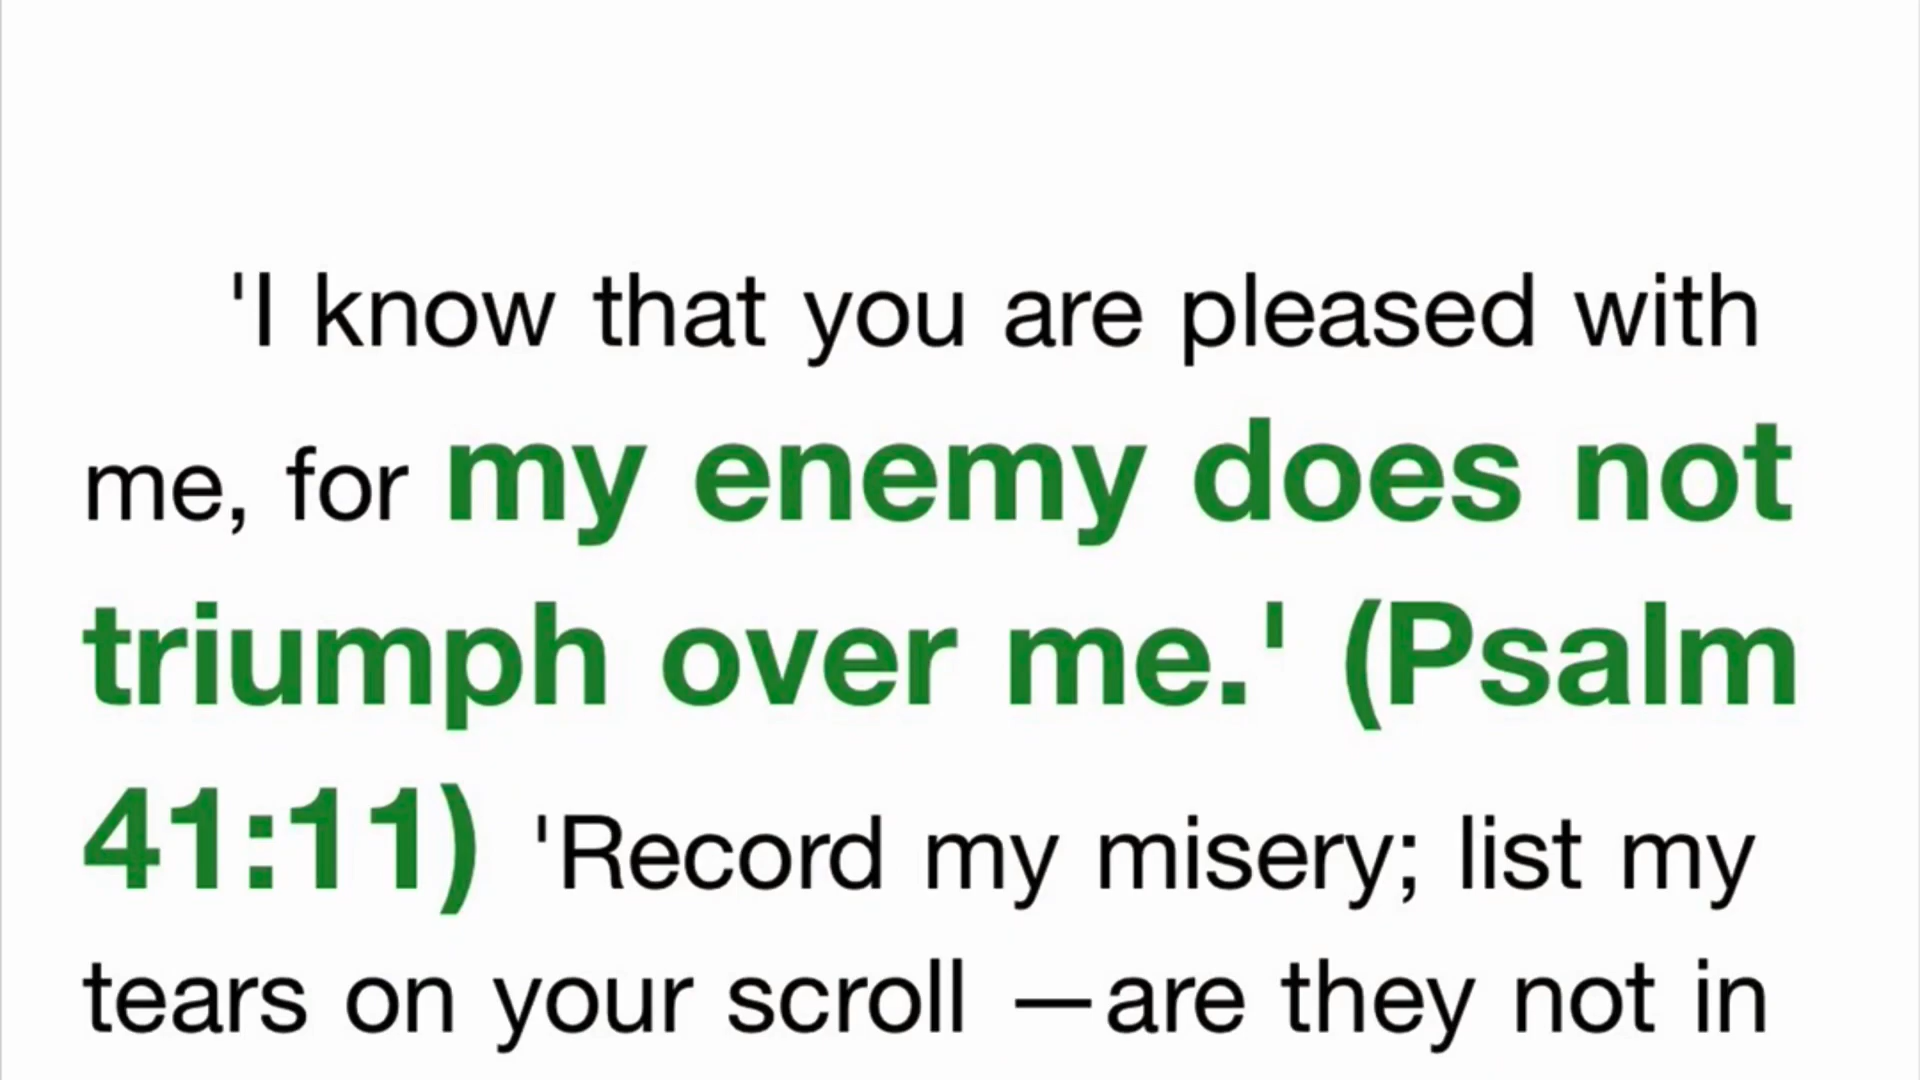 'I know that you are pleased with
me, for my enemy does not
triumph over me.' (Psalm
41:11) 'Record my misery; list my
tears on your scroll —are they not in